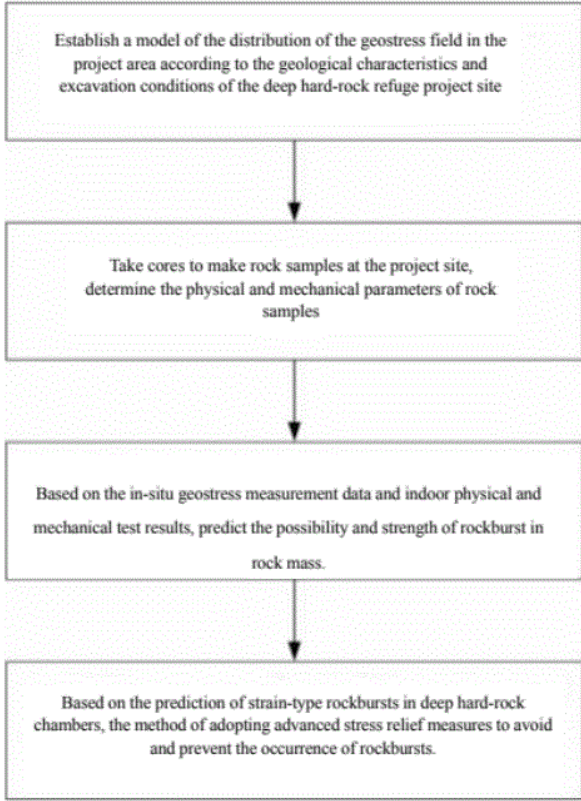 Establish a model of the distribution of the geostress field in the
project area according to the geological characteristics and
excavation conditions of the deep hard-rock refuge project site
Take cores to make rock samples at the project site,
determine the physical and mechanical parameters of rock
samples
Based on the in-situ geostress measurement data and indoor physical and
mechanical test results, predict the possibility and strength of rockburst in
rock mass.
Based on the prediction of strain-type rockbursts in deep hard-rock
chambers, the method of adopting advanced stress relief measures to avoid
and prevent the occurrence of rockbursts.